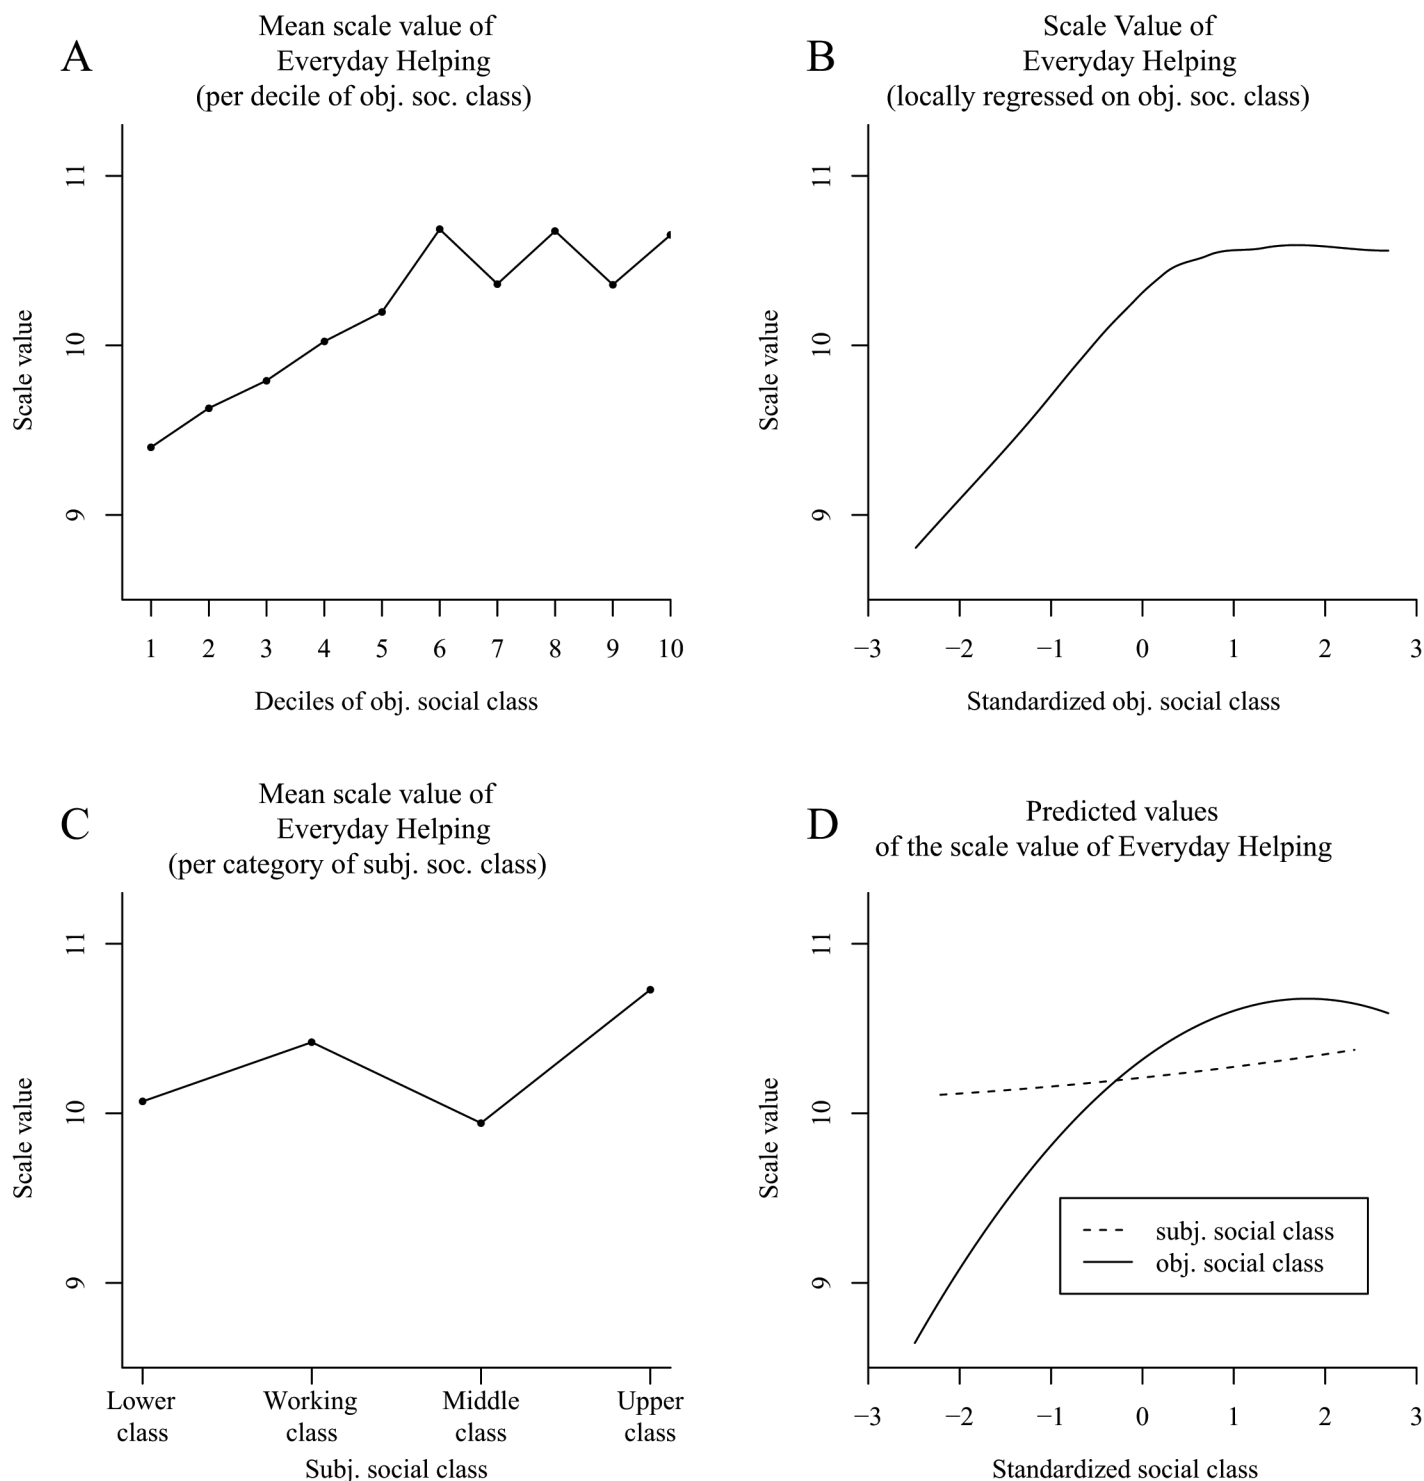 A
Mean scale value of
Everyday Helping
(per decile of obj. soc. class)
11
10
9
Scale value
1 2 3 4 5 6 7 8 9 10
Deciles of obj. social class
B
Scale Value of
Everyday Helping
(locally regressed on obj. soc. class)
11
10
9
Scale value
−3 −2 −1 0 1 2 3
Standardized obj. social class
C
Mean scale value of
Everyday Helping
(per category of subj. soc. class)
11
10
9
Scale value
Lower class
Working class
Middle class
Upper class
Subj. social class
D
Predicted values
of the scale value of Everyday Helping
11
10
9
Scale value
subj. social class
obj. social class
−3 −2 −1 0 1 2 3
Standardized social class